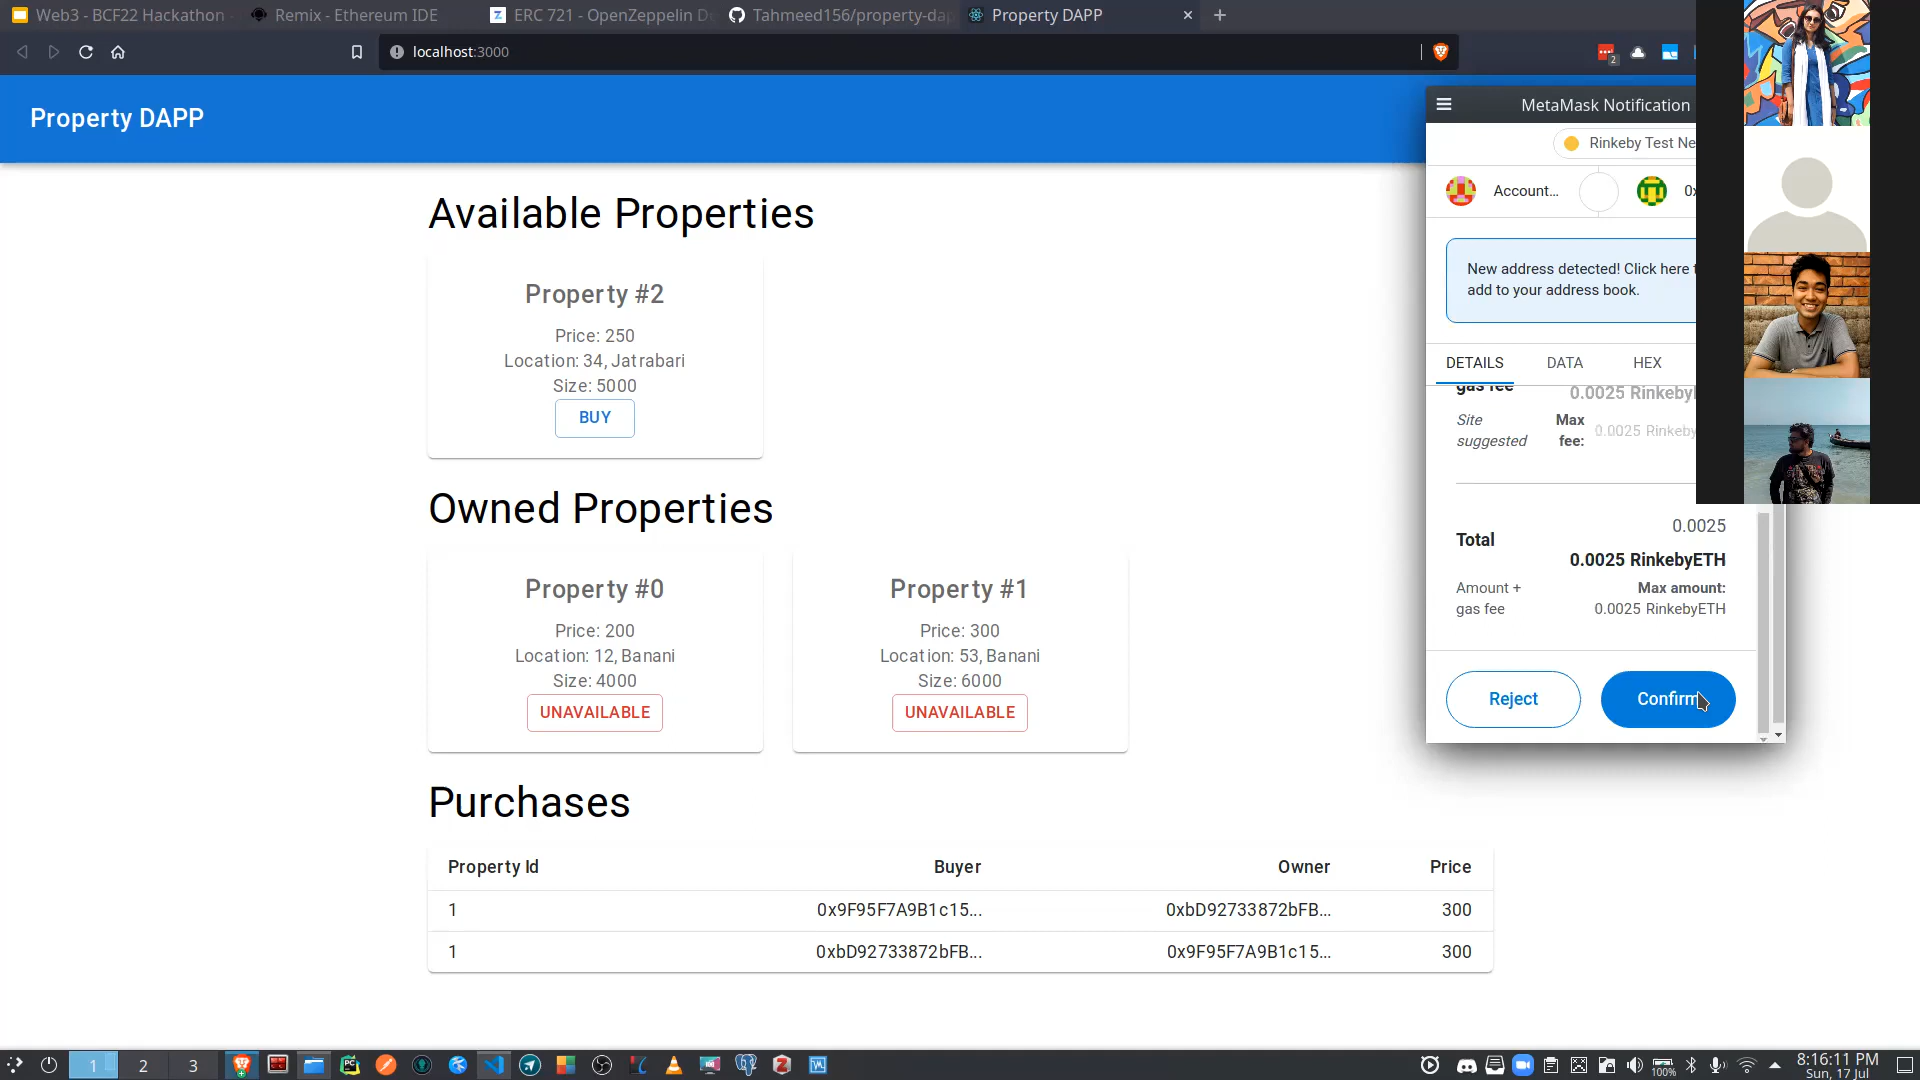 Web3 - BCF22 Hackathon -
Remix - Ethereum IDE
ERC 721 - OpenZeppelin D
Tahmeed156/property-dap
Property DAPP
localhost:3000
2
Property DAPP
Available Properties
Property #2
Price: 250
Location: 34, Jatrabari
Size: 5000
BUY
Owned Properties
Property #0
Price: 200
Location: 12, Banani
Size: 4000
UNAVAILABLE
Property #1
Price: 300
Location: 53, Banani
Size: 6000
UNAVAILABLE
Purchases
Property Id Buyer Owner Price
1 0x9F95F7A9B1c15... 0xbD92733872bFB... 300
1 0xbD92733872bFB... 0x9F95F7A9B1c15... 300
MetaMask Notification
Rinkeby Test Ne
Account... 0x
New address detected! Click here
add to your address book.
DETAILS DATA HEX
gas fee 0.0025 Rinkeby
Site suggested Max fee: 0.0025 Rinkeby
0.0025
Total
0.0025 RinkebyETH
Amount + gas fee
Max amount:
0.0025 RinkebyETH
Reject Confirm
1 2 3
100%
8:16:11 PM
Sun, 17 Jul